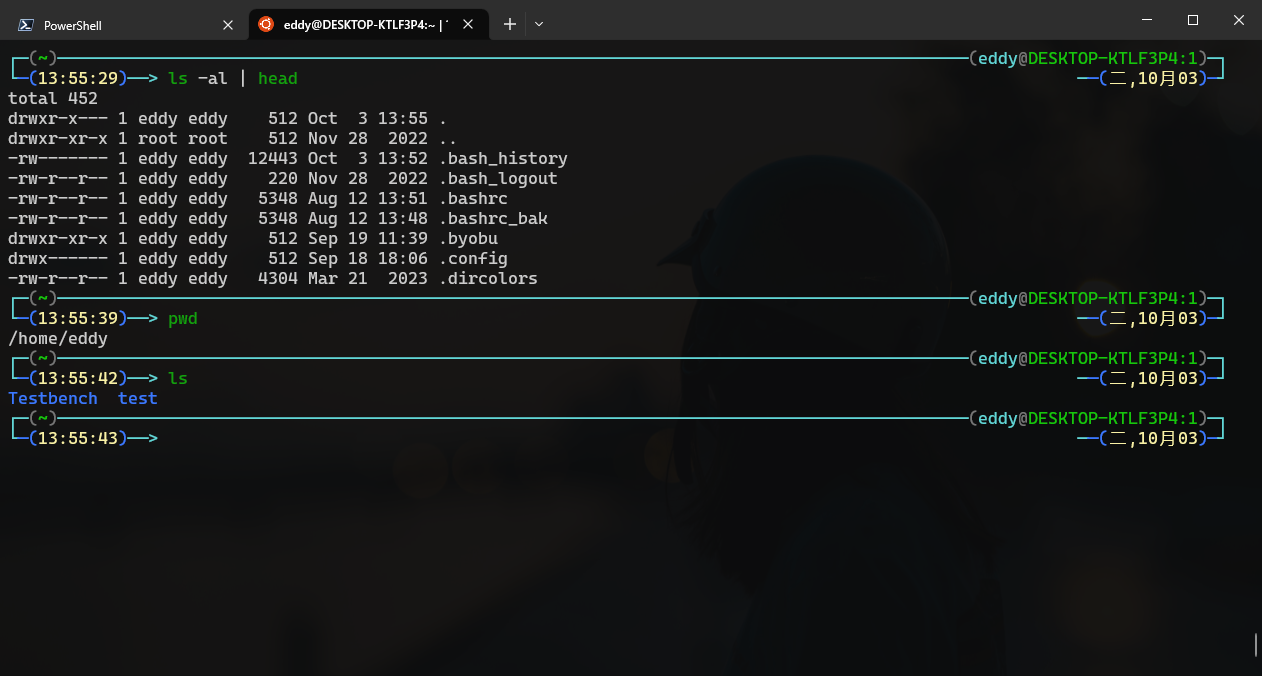 PowerShell
eddy@DESKTOP-KTLF3P4:~ |
(~) (eddy@DESKTOP-KTLF3P4:1)
(13:55:29)──> ls -al | head (二,10月03)
total 452
drwxr-x--- 1 eddy eddy 512 Oct 3 13:55 .
drwxr-xr-x 1 root root 512 Nov 28 2022 ..
-rw------- 1 eddy eddy 12443 Oct 3 13:52 .bash_history
-rw-r--r-- 1 eddy eddy 220 Nov 28 2022 .bash_logout
-rw-r--r-- 1 eddy eddy 5348 Aug 12 13:51 .bashrc
-rw-r--r-- 1 eddy eddy 5348 Aug 12 13:48 .bashrc_bak
drwxr-xr-x 1 eddy eddy 512 Sep 19 11:39 .byobu
drwx------ 1 eddy eddy 512 Sep 18 18:06 .config
-rw-r--r-- 1 eddy eddy 4304 Mar 21 2023 .dircolors
(~) (eddy@DESKTOP-KTLF3P4:1)
(13:55:39)──> pwd (二,10月03)
/home/eddy
(~) (eddy@DESKTOP-KTLF3P4:1)
(13:55:42)──> ls (二,10月03)
Testbench test
(~) (eddy@DESKTOP-KTLF3P4:1)
(13:55:43)──> (二,10月03)